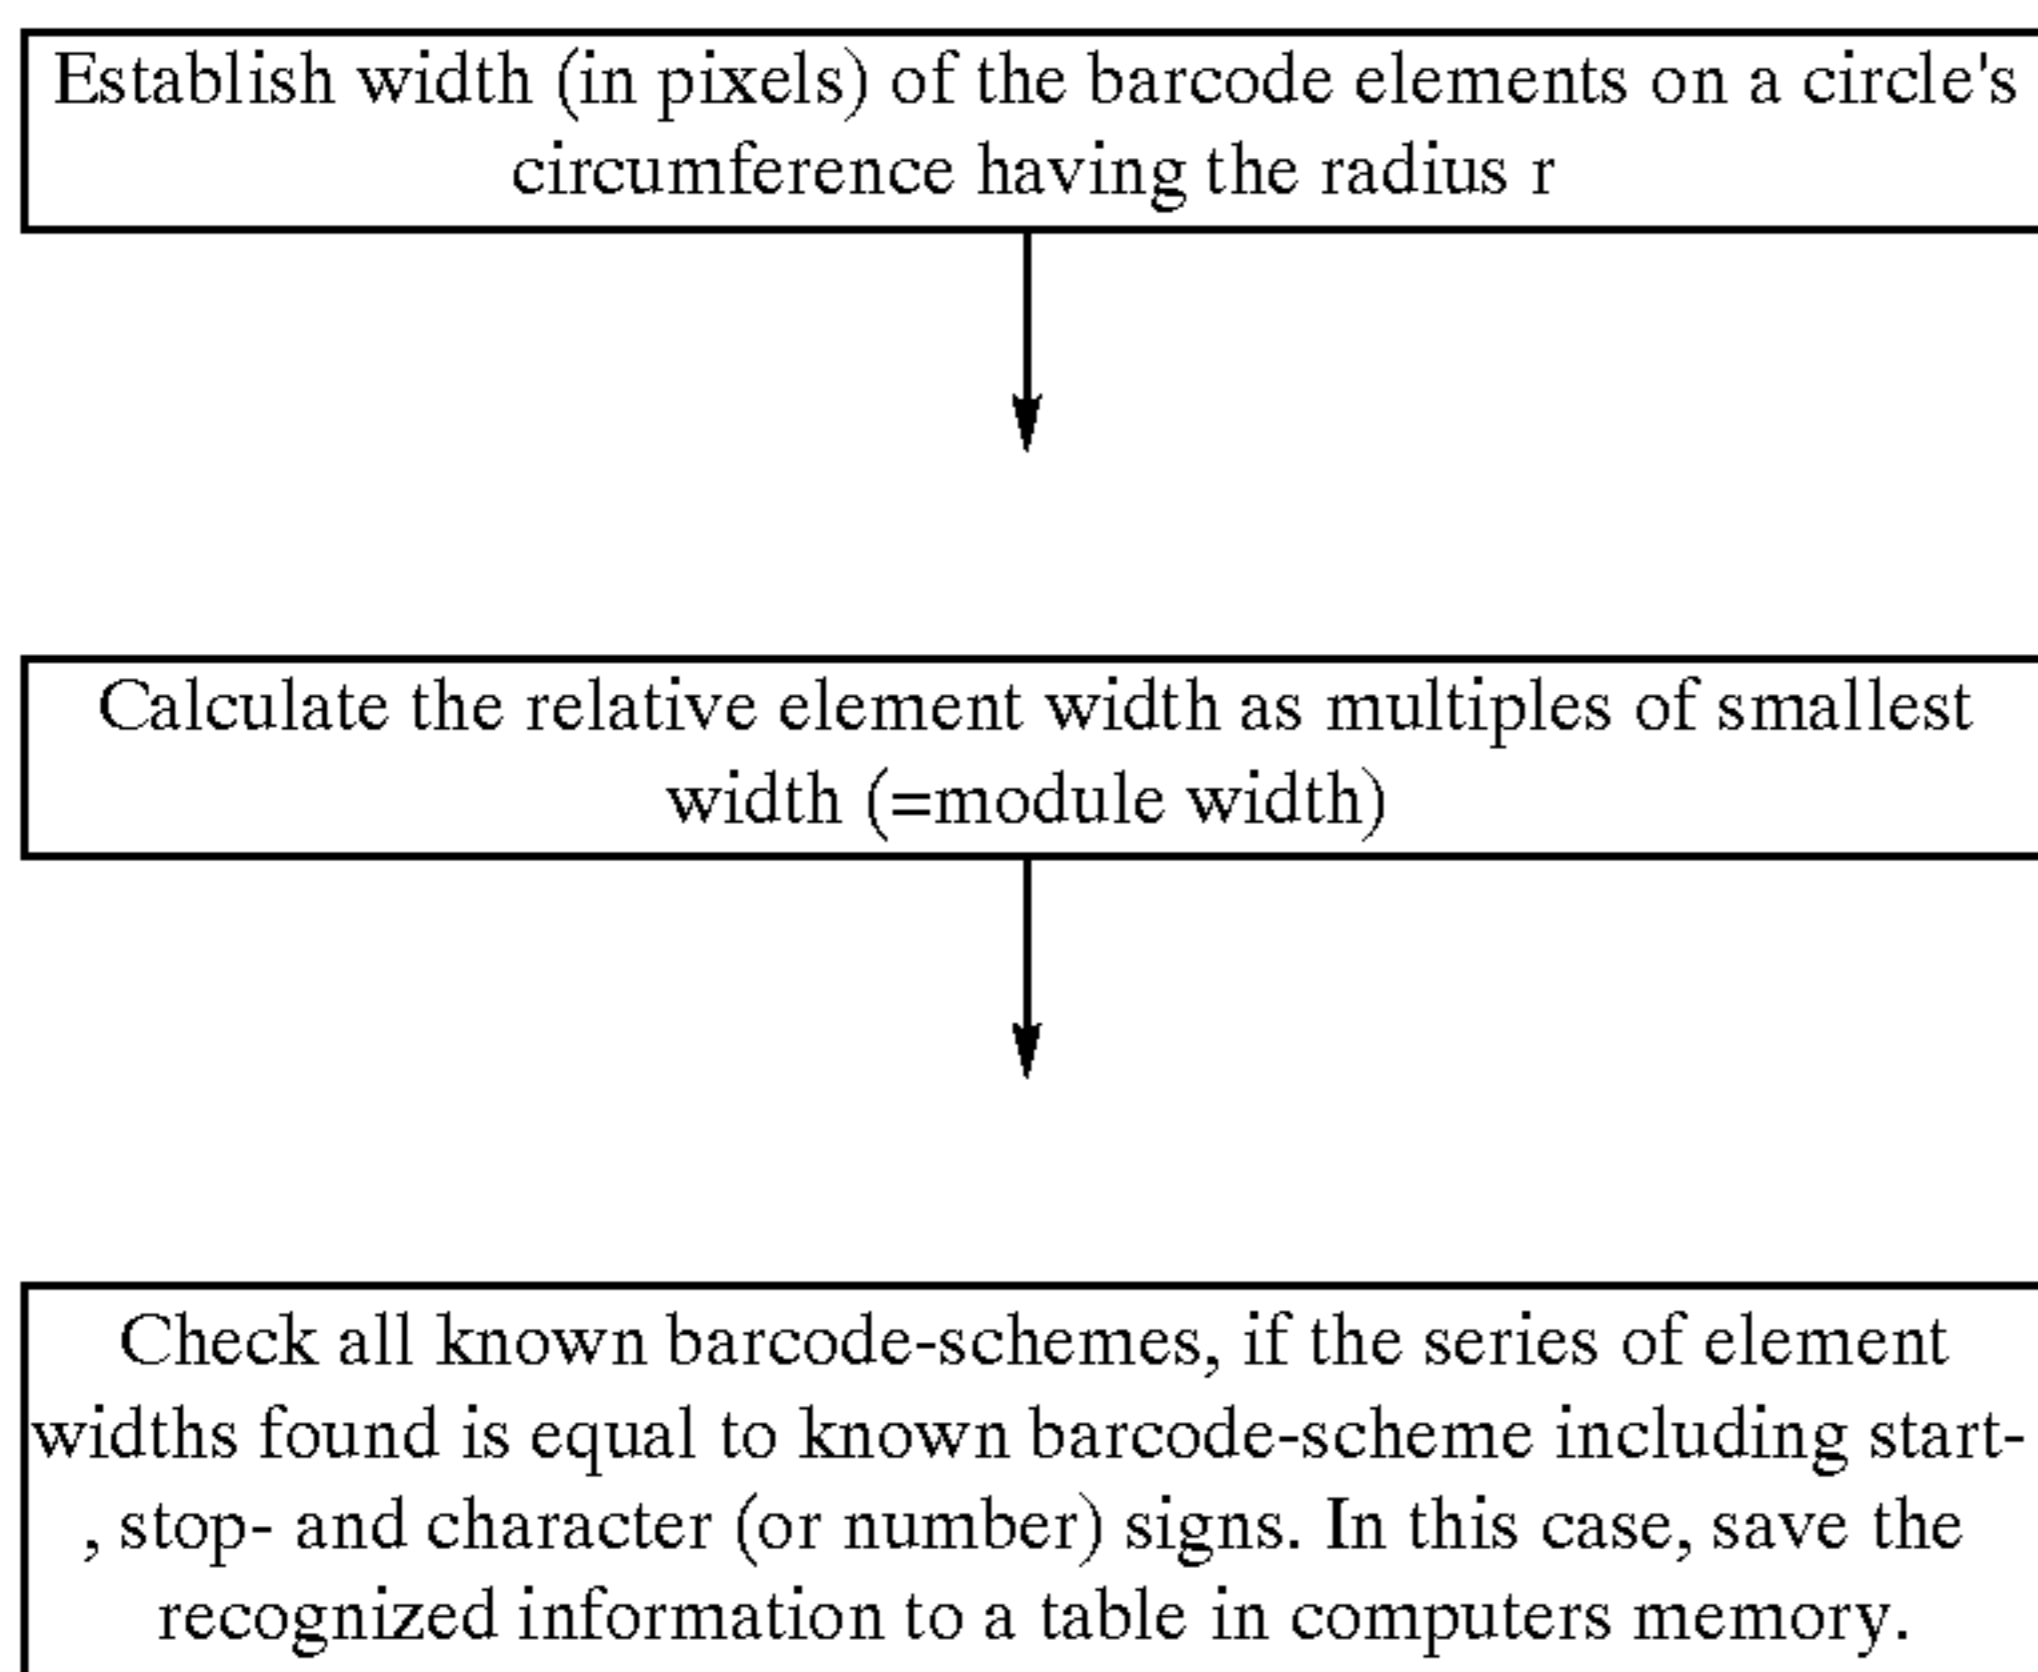 Establish width (in pixels) of the barcode elements on a circle's
circumference having the radius r
Calculate the relative element width as multiples of smallest
width (=module width)
Check all known barcode-schemes, if the series of element
widths found is equal to known barcode-scheme including start-
, stop- and character (or number) signs. In this case, save the
recognized information to a table in computers memory.